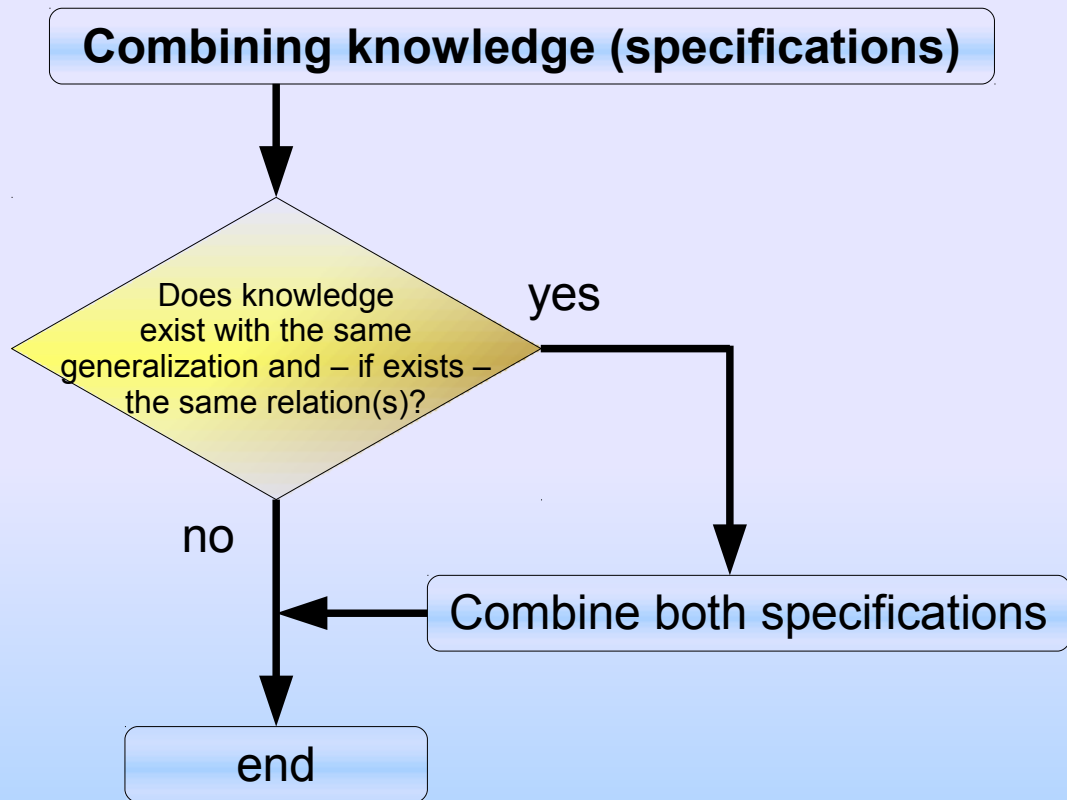 Combining knowledge (specifications)
Does knowledge
exist with the same
generalization and – if exists –
the same relation(s)?
yes
no
Combine both specifications
end